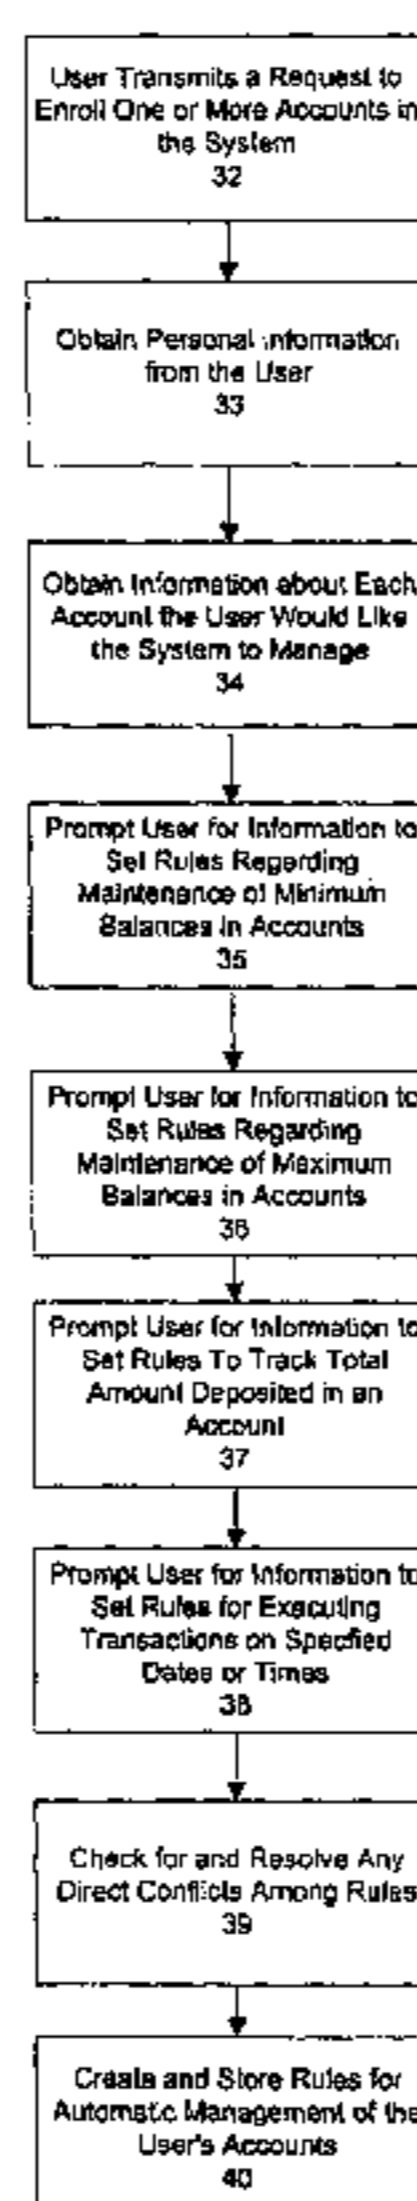 User Transmits a Request to
Enroll One or More Accounts in
the System
32
Obtain Personal Information
from the User
33
Obtain Information about Each
Account the User Would Like
the System to Manage
34
Prompt User for Information to
Set Rules Regarding
Maintenance of Minimum
Balances in Accounts
35
Prompt User for Information to
Set Rules Regarding
Maintenance of Maximum
Balances in Accounts
36
Prompt User for Information to
Set Rules To Track Total
Amount Deposited in an
Account
37
Prompt User for Information to
Set Rules for Executing
Transactions on Specfied
Dates or Times
38
Check for and Resolve Any
Direct Conflicts Among Rules
39
Create and Store Rules for
Automatic Management of the
User's Accounts
40